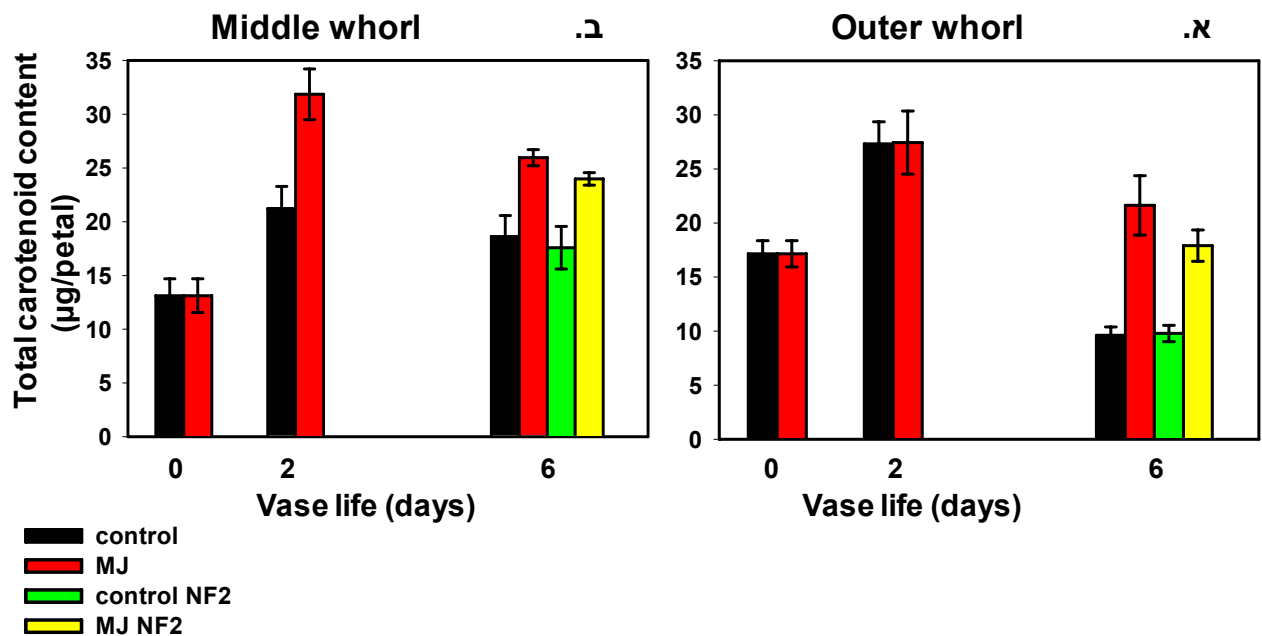 Middle whorl
ב.
Outer whorl
א.
Total carotenoid content
(µg/petal)
35
30
25
20
15
10
5
0
0 2 6
Vase life (days)
35
30
25
20
15
10
5
0
0 2 6
Vase life (days)
control
MJ
control NF2
MJ NF2